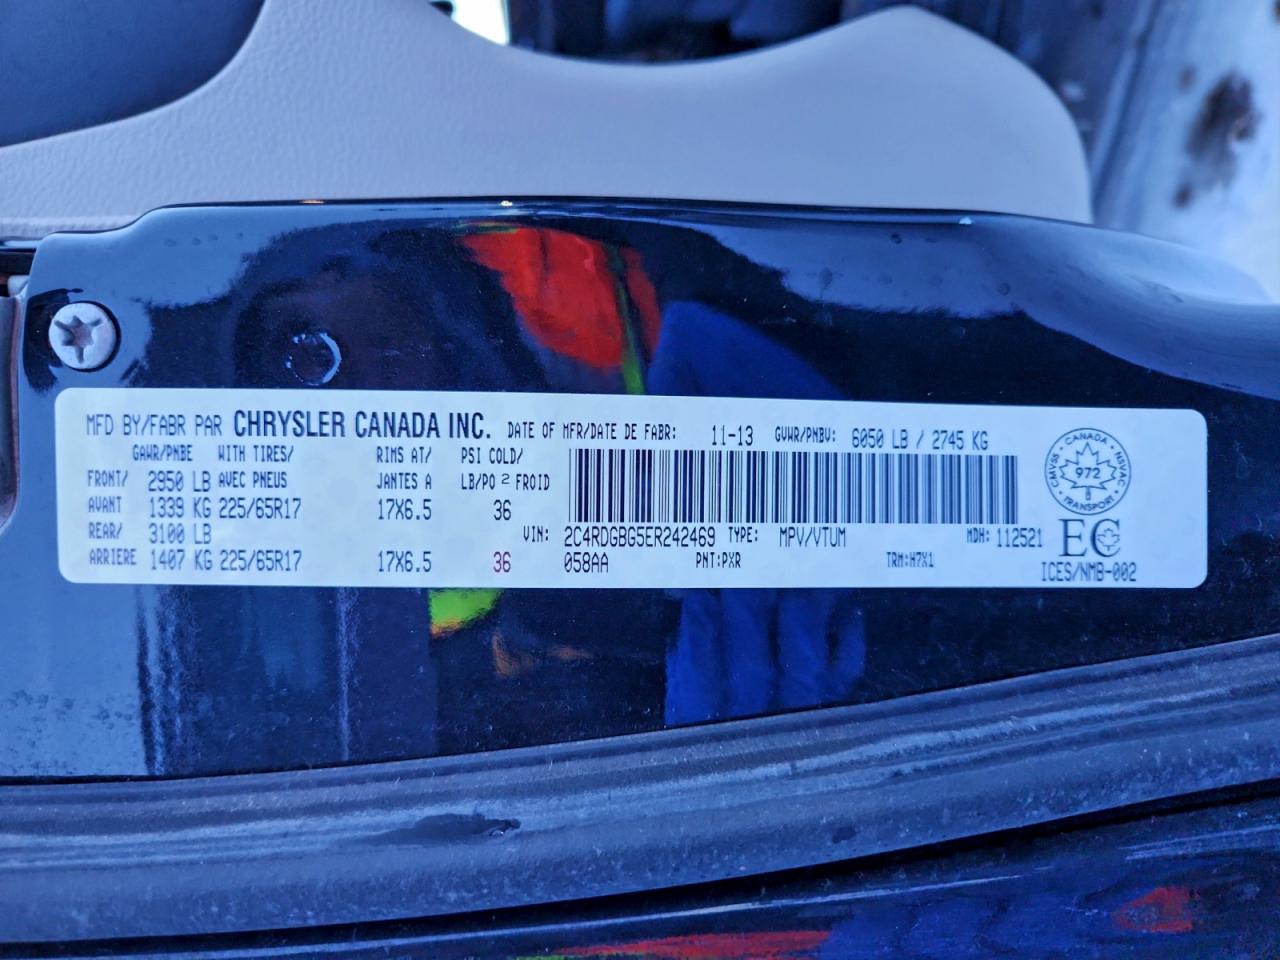 MFD BY/FABR PAR CHRYSLER CANADA INC. DATE OF MFR/DATE DE FABR: 11-13 GVWR/PNBV: 6050 LB / 2745 KG
GAWR/PNBE WITH TIRES/ RIMS AT/ PSI COLD/
FRONT/ 2950 LB AVEC PNEUS JANTES A LB/PO 2 FROID
AVANT 1339 KG 225/65R17 17X6.5 36
REAR/ 3100 LB VIN: 2C4RDGBG5ER242469 TYPE: MPV/VTUM MDH: 112521
ARRIERE 1407 KG 225/65R17 17X6.5 36 058AA PNT:PXR TRM:H7X1
CMVSS · CANADA · NSVAC
972
· TRANSPORT ·
EC
ICES/NMB-002